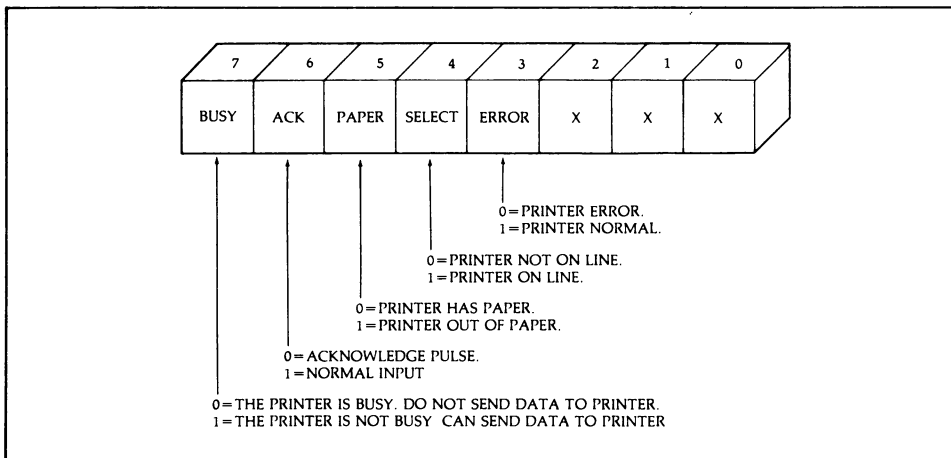 7 6 5 4 3 2 1 0
BUSY ACK PAPER SELECT ERROR X X X
0=PRINTER ERROR.
1=PRINTER NORMAL.
0=PRINTER NOT ON LINE.
1=PRINTER ON LINE.
0=PRINTER HAS PAPER.
1=PRINTER OUT OF PAPER.
0=ACKNOWLEDGE PULSE.
1=NORMAL INPUT
0=THE PRINTER IS BUSY. DO NOT SEND DATA TO PRINTER.
1=THE PRINTER IS NOT BUSY CAN SEND DATA TO PRINTER